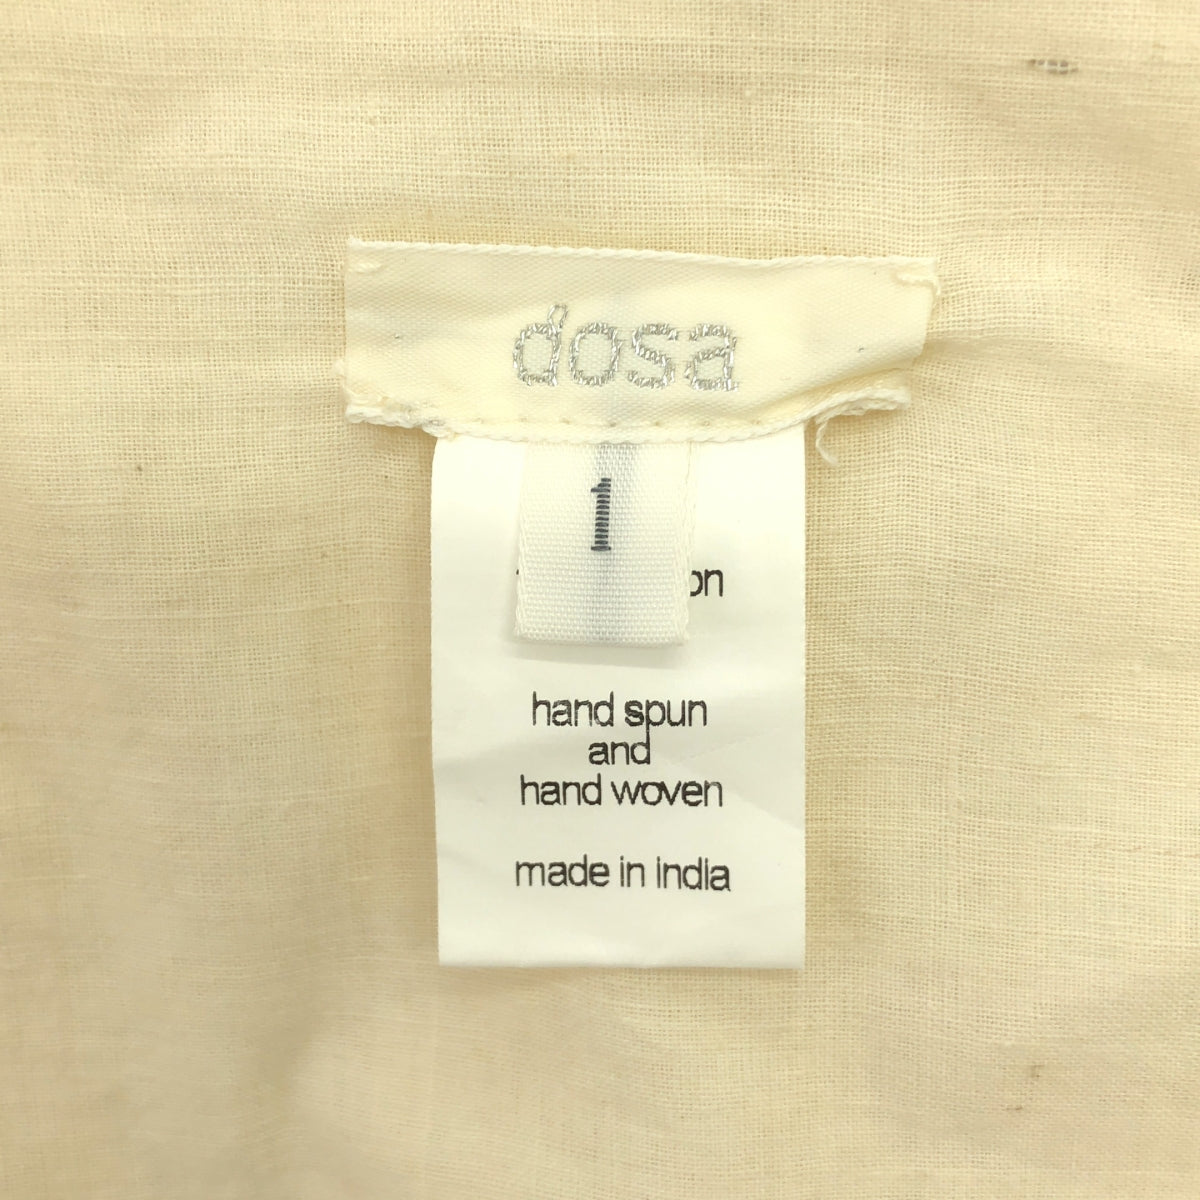 dosa
1
hand spun
and
hand woven
made in india